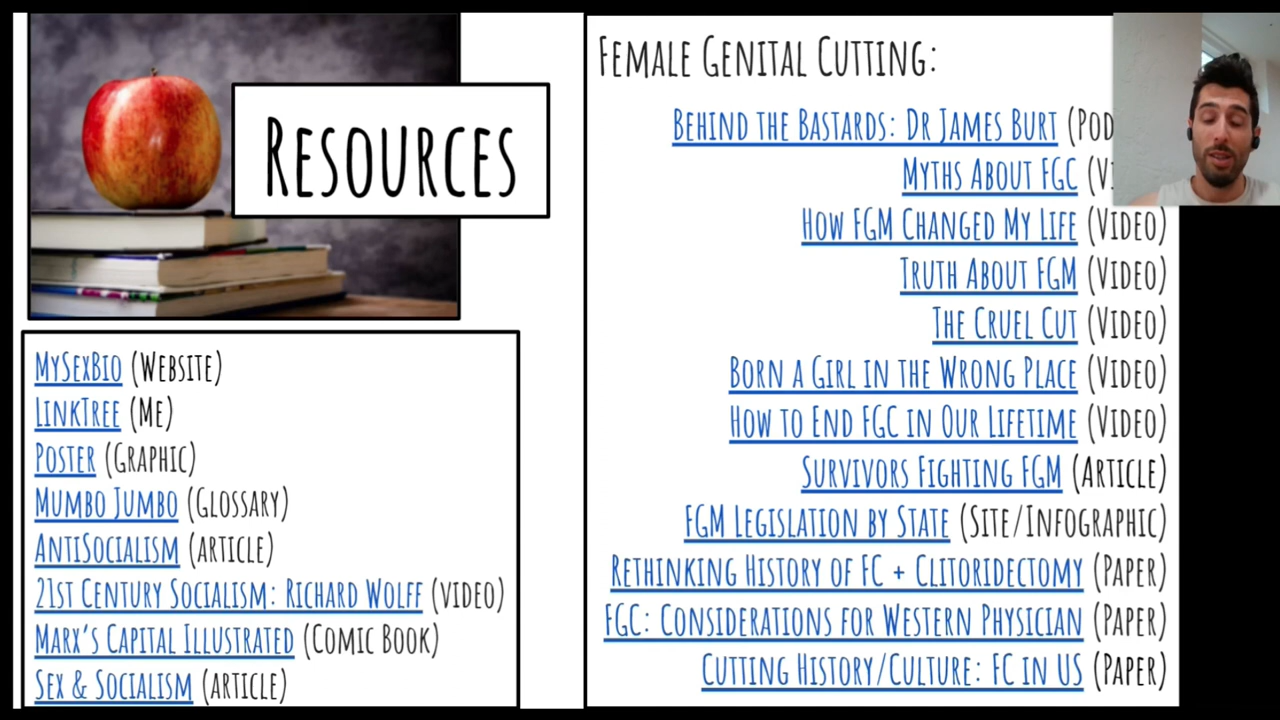 Resources
MySexBio (Website)
LinkTree (Me)
Poster (Graphic)
Mumbo Jumbo (Glossary)
AntiSocialism (article)
21st Century Socialism: Richard Wolff (video)
Marx's Capital Illustrated (Comic Book)
Sex & Socialism (article)
Female Genital Cutting:
Behind the Bastards: Dr James Burt (Pod
Myths About FGC
How FGM Changed My Life (Video)
Truth About FGM (Video)
The Cruel Cut (Video)
Born a Girl in the Wrong Place (Video)
How to End FGC in Our Lifetime (Video)
Survivors Fighting FGM (Article)
FGM Legislation by State (Site/Infographic)
Rethinking History of FC + Clitoridectomy (Paper)
FGC: Considerations for Western Physician (Paper)
Cutting History/Culture: FC in US (Paper)